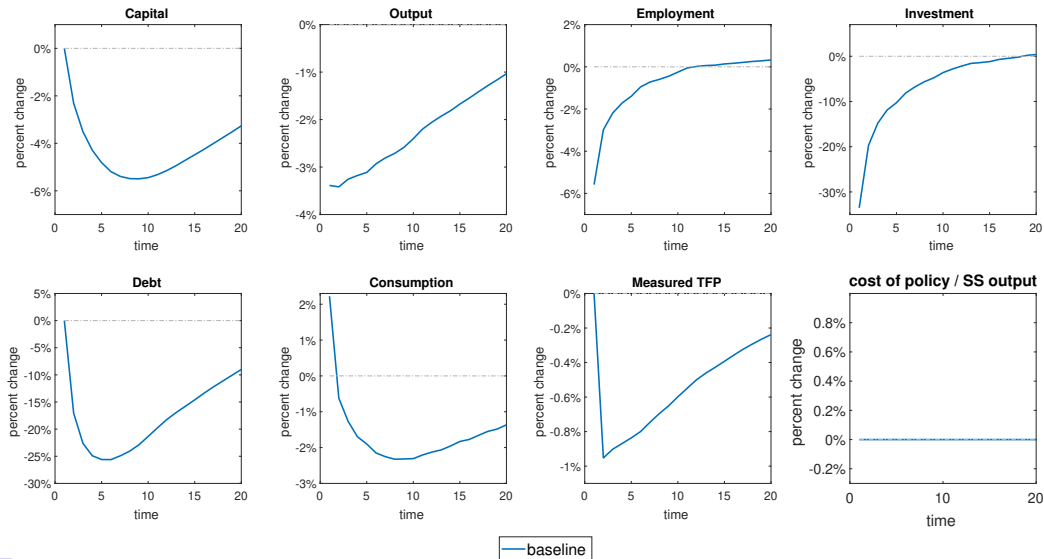 Capital
0%
-2%
-4%
-6%
percent change
0 5 10 15 20
time
Output
0%
-1%
-2%
-3%
-4%
percent change
0 5 10 15 20
time
Employment
2%
0%
-2%
-4%
-6%
percent change
0 5 10 15 20
time
Investment
0%
-10%
-20%
-30%
percent change
0 5 10 15 20
time
Debt
5%
0%
-5%
-10%
-15%
-20%
-25%
-30%
percent change
0 5 10 15 20
time
Consumption
2%
1%
0%
-1%
-2%
-3%
percent change
0 5 10 15 20
time
Measured TFP
0%
-0.2%
-0.4%
-0.6%
-0.8%
-1%
percent change
0 5 10 15 20
time
cost of policy / SS output
0.8%
0.6%
0.4%
0.2%
0%
-0.2%
percent change
0 10 20
time
baseline